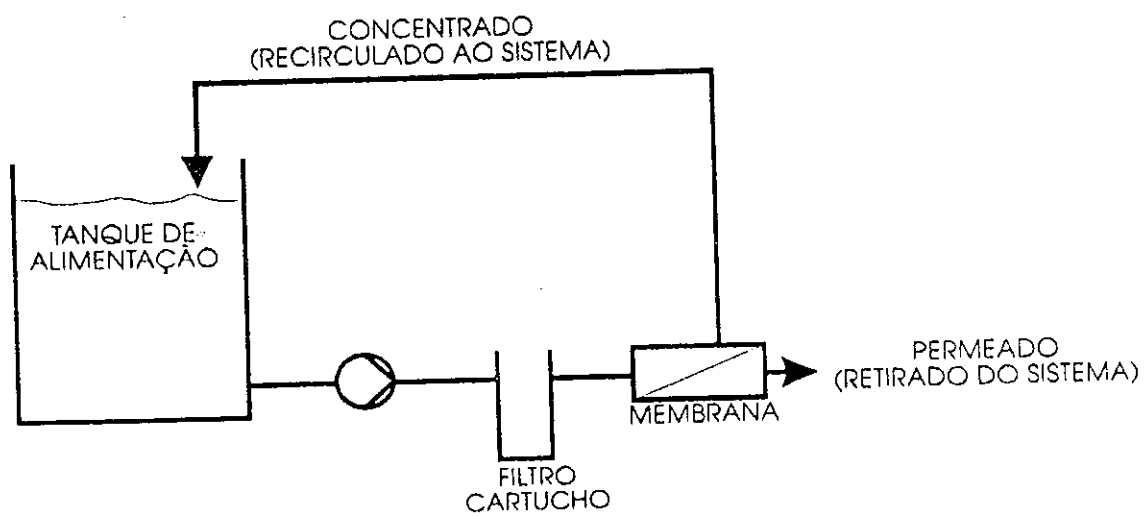 CONCENTRADO
(RECIRCULADO AO SISTEMA)
TANQUE DE
ALIMENTAÇÃO
PERMEADO
(RETIRADO DO SISTEMA)
MEMBRANA
FILTRO
CARTUCHO